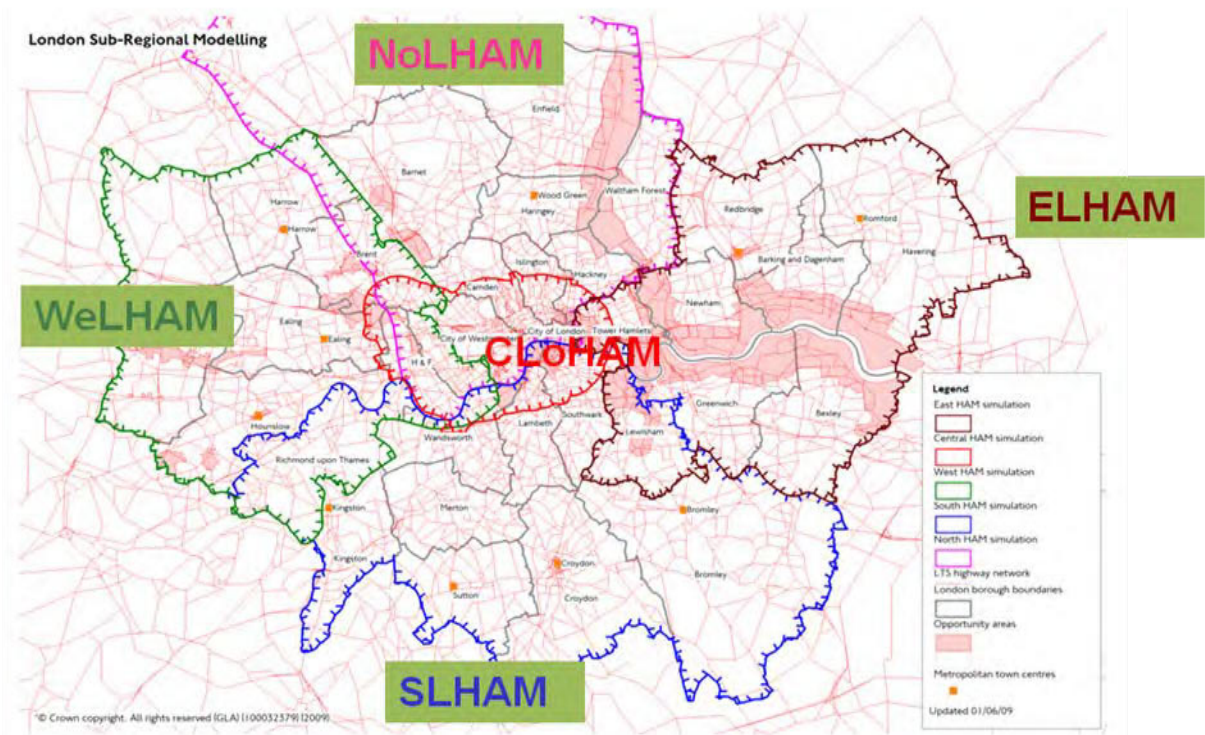 London Sub-Regional Modelling
NoLHAM
Enfield
Barnet
Waltham Forest
Wood Green
Haringey
Redbridge
Romford
ELHAM
Harrow
Harrow
Havering
Brent
Islington
Barking and Dagenham
Hackney
Camden
Newham
WeLHAM
Ealing
Ealing
City of London
Tower Hamlets
City of Westminster
CLoHAM
H & F
Greenwich
Bexley
Southwark
Lambeth
Hounslow
Wandsworth
Lewisham
Richmond upon Thames
Kingston
Merton
Bromley
Kingston
Croydon
Bromley
Sutton
Croydon
SLHAM
Legend
East HAM simulation
Central HAM simulation
West HAM simulation
South HAM simulation
North HAM simulation
LTS highway network
London borough boundaries
Opportunity areas
Metropolitan town centres
Updated 01/06/09
© Crown copyright. All rights reserved (GLA) (100032379) (2009)